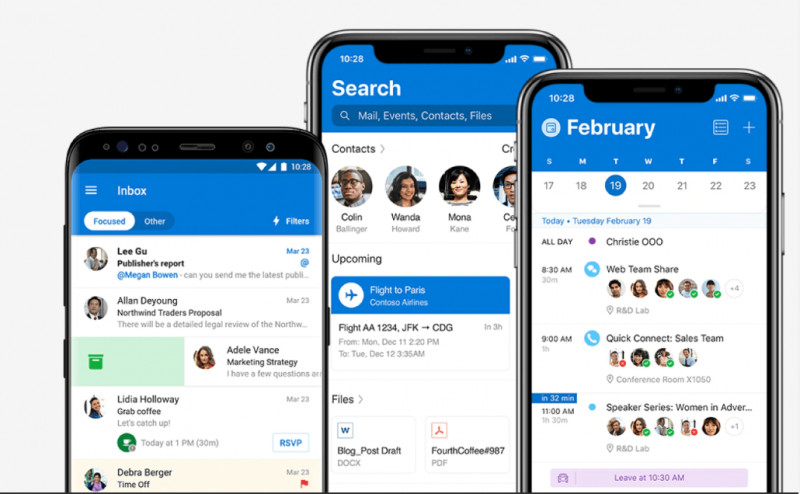 10:28
Inbox
Focused
Other
Filters
Lee Gu
Mar 23
Publisher's report
@
@Megan Bowen - can you send me the latest publi...
Allan Deyoung
Mar 23
Northwind Traders Proposal
There will be a detailed legal review of the Northw...
Adele Vance
Marketing Strategy
I have a few questions
Lidia Holloway
Mar 23
Grab coffee
Let's catch up!
Today at 1 PM (30m)
RSVP
Debra Berger
Mar 23
Time Off
10:28
Search
Mail, Events, Contacts, Files
Contacts
Colin
Ballinger
Wanda
Howard
Mona
Kane
Upcoming
Flight to Paris
Contoso Airlines
Flight AA 1234, JFK → CDG
In 3h
From: Mon, Dec 11 2:20 PM
To: Tue, Dec 12 3:35AM
Files
W
Blog_Post Draft
DOCX
FourthCoffee#987
PDF
10:28
February
S M T W T F S
17 18 19 20 21 22 23
Today • Tuesday February 19
ALL DAY
Christie OOO
8:30 AM
Web Team Share
30m
+4
R&D Lab
9:00 AM
Quick Connect: Sales Team
1h
Conference Room X1050
in 32 min
11:00 AM
Speaker Series: Women in Adver...
1h 30m
+1
R&D Lab
Leave at 10:30 AM